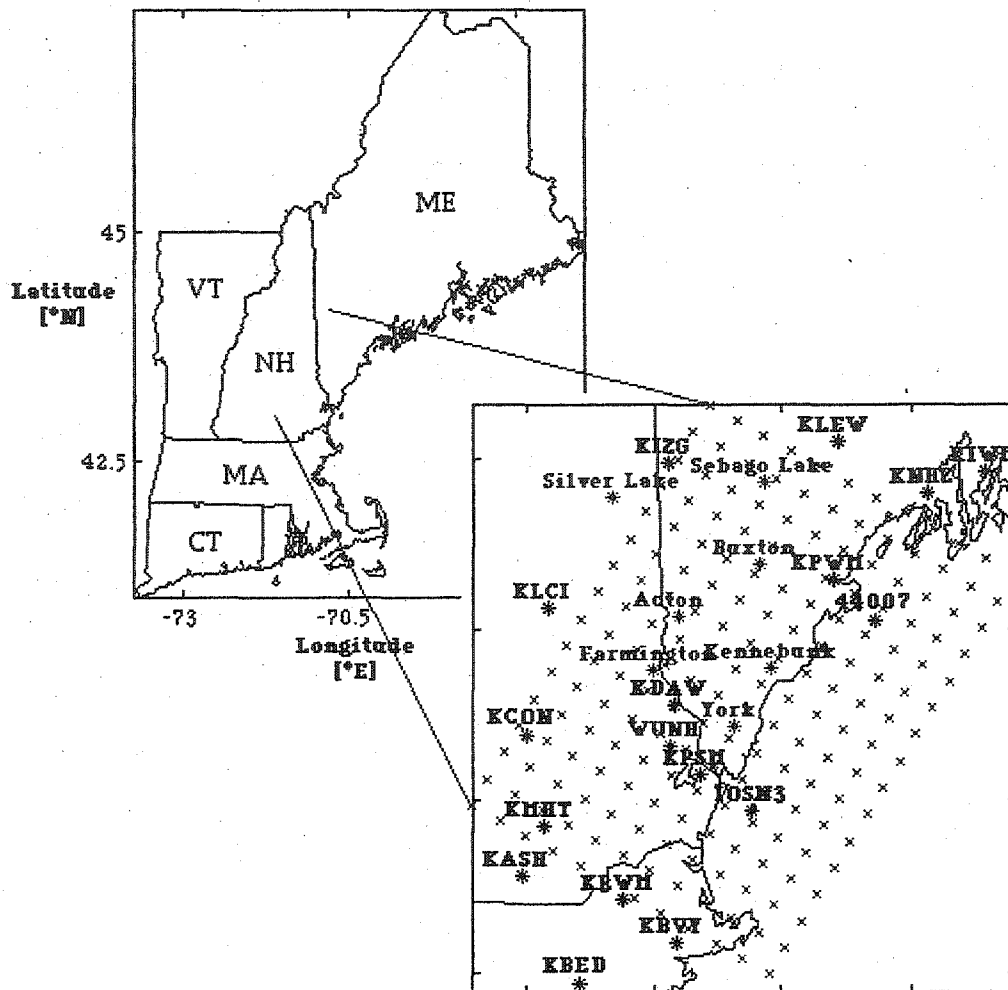 ME
45
VT
Latitude
[°N]
NH
42.5
MA
CT
-73
-70.5
Longitude
[°E]
KLEW
KIZG
Sebago Lake
Silver Lake
Buxton
KPWM
KLCI
Acton
44007
Farmington
Kennebunk
KDAW
York
KCON
WUNH
KPSM
IOSN3
KMHT
KASH
KLWM
KBVY
KBED